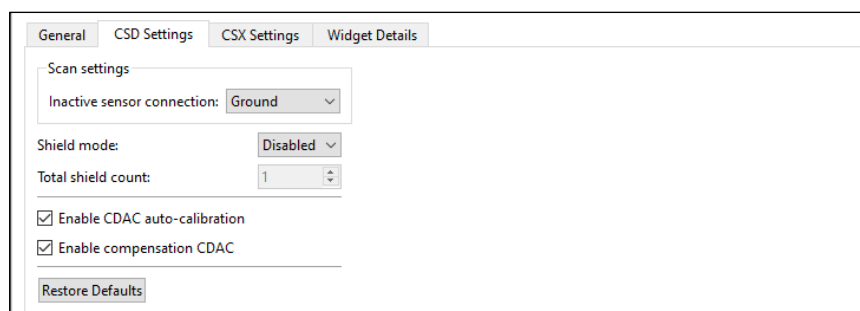 General CSD Settings CSX Settings Widget Details
Scan settings
Inactive sensor connection: Ground
Shield mode: Disabled
Total shield count: 1
Enable CDAC auto-calibration
Enable compensation CDAC
Restore Defaults